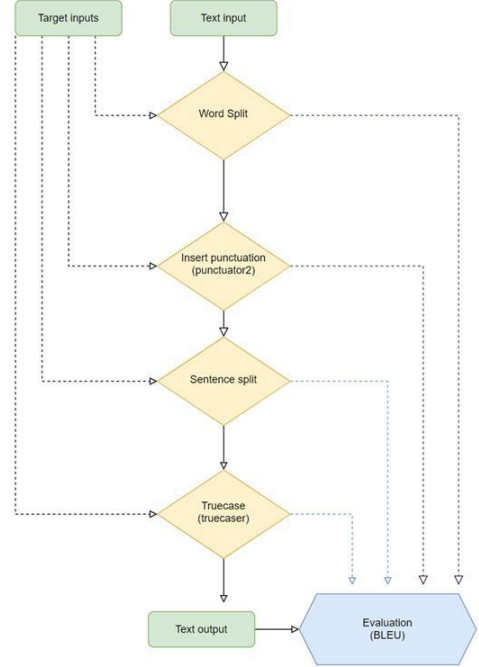 Target inputs
Text input
Word Split
Insert punctuation
(punctuator2)
Sentence split
Truecase
(truecaser)
Text output
Evaluation
(BLEU)